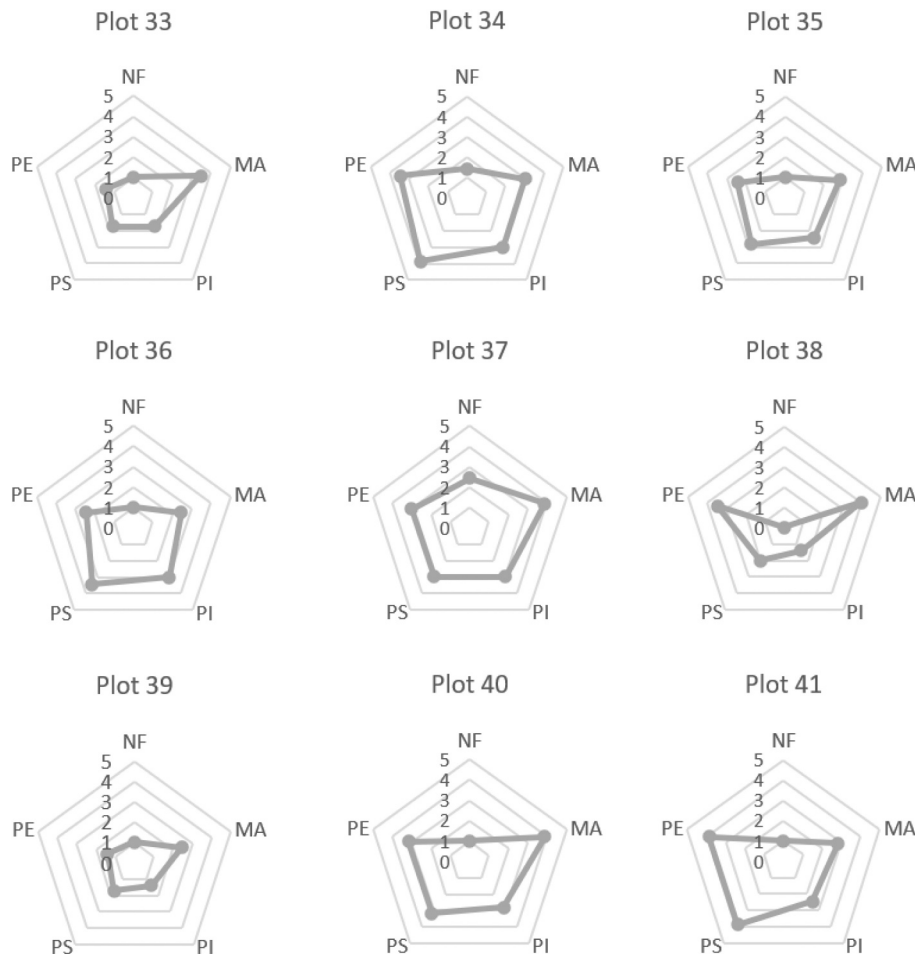 Plot 33
NF
5
4
3
2
1
0
PE
MA
PS
PI
Plot 34
NF
5
4
3
2
1
0
PE
MA
PS
PI
Plot 35
NF
5
4
3
2
1
0
PE
MA
PS
PI
Plot 36
NF
5
4
3
2
1
0
PE
MA
PS
PI
Plot 37
NF
5
4
3
2
1
0
PE
MA
PS
PI
Plot 38
NF
5
4
3
2
1
0
PE
MA
PS
PI
Plot 39
NF
5
4
3
2
1
0
PE
MA
PS
PI
Plot 40
NF
5
4
3
2
1
0
PE
MA
PS
PI
Plot 41
NF
5
4
3
2
1
0
PE
MA
PS
PI